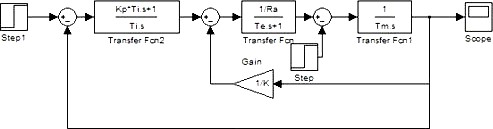 Step1
Kp*Ti.s+1
Ti.s
Transfer Fcn2
1/Ra
Te.s+1
Transfer Fcn
Step
1
Tm.s
Transfer Fcn1
Scope
Gain
1/K